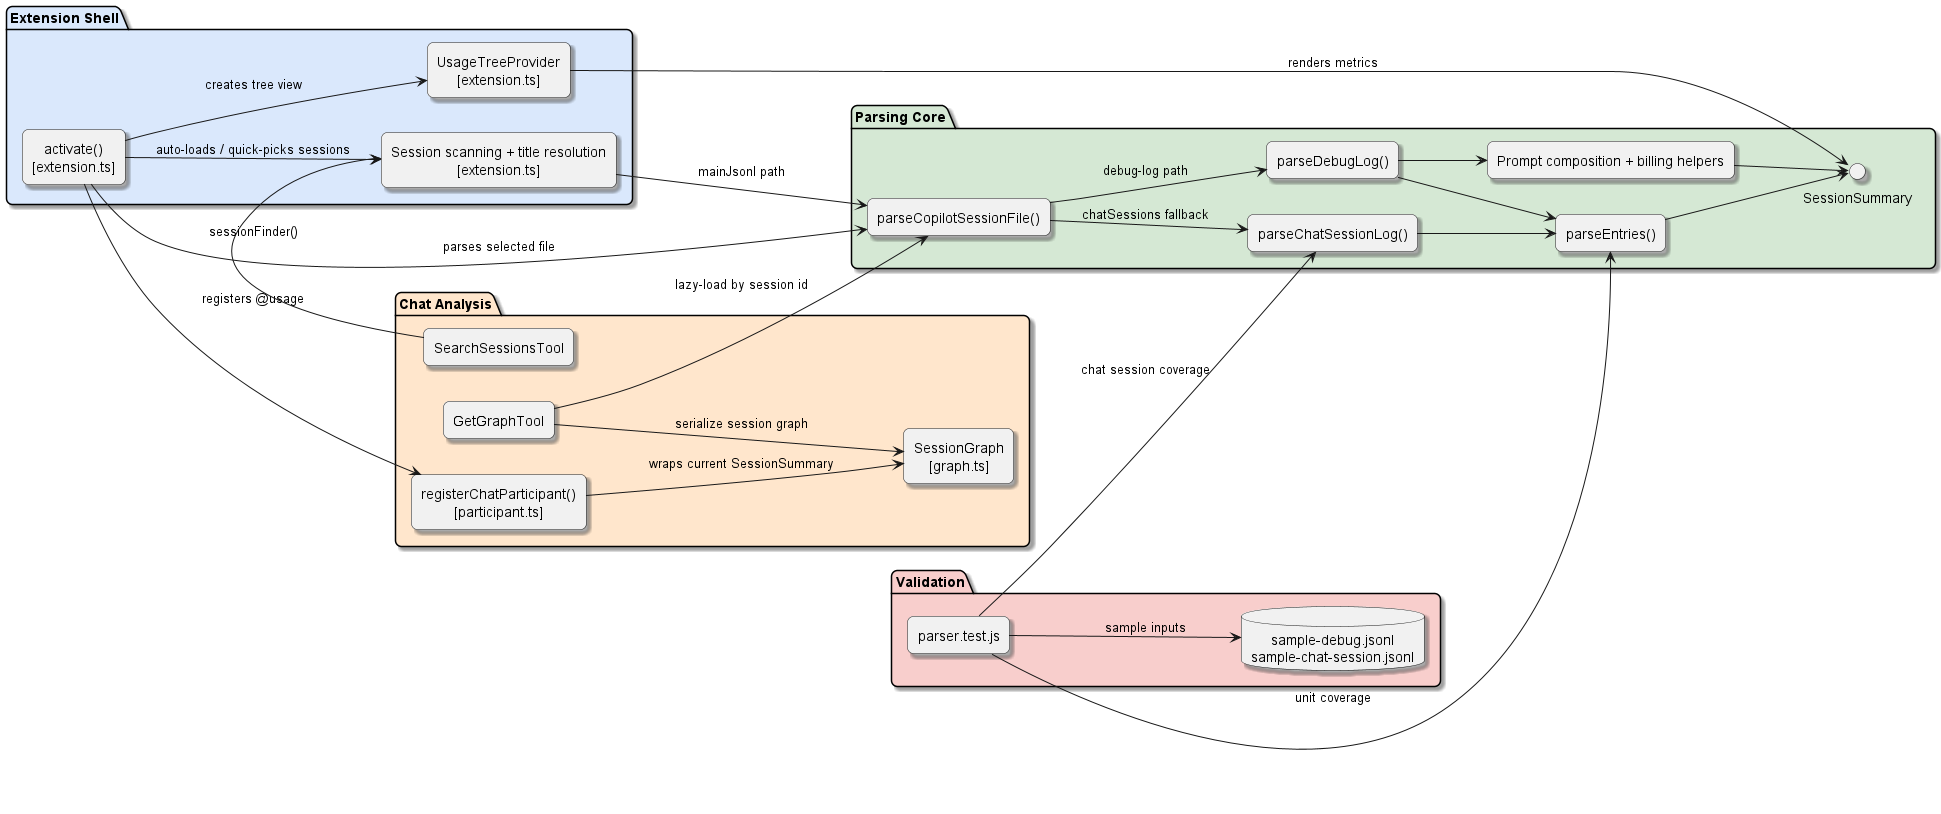 Extension Shell
UsageTreeProvider
[extension.ts]
creates tree view
renders metrics
activate()
[extension.ts]
auto-loads / quick-picks sessions
Session scanning + title resolution
[extension.ts]
mainJsonl path
sessionFinder()
parses selected file
registers @usage
Parsing Core
parseDebugLog()
Prompt composition + billing helpers
debug-log path
SessionSummary
parseCopilotSessionFile()
chatSessions fallback
parseChatSessionLog()
parseEntries()
lazy-load by session id
Chat Analysis
SearchSessionsTool
GetGraphTool
serialize session graph
SessionGraph
[graph.ts]
wraps current SessionSummary
registerChatParticipant()
[participant.ts]
chat session coverage
Validation
parser.test.js
sample inputs
sample-debug.jsonl
sample-chat-session.jsonl
unit coverage